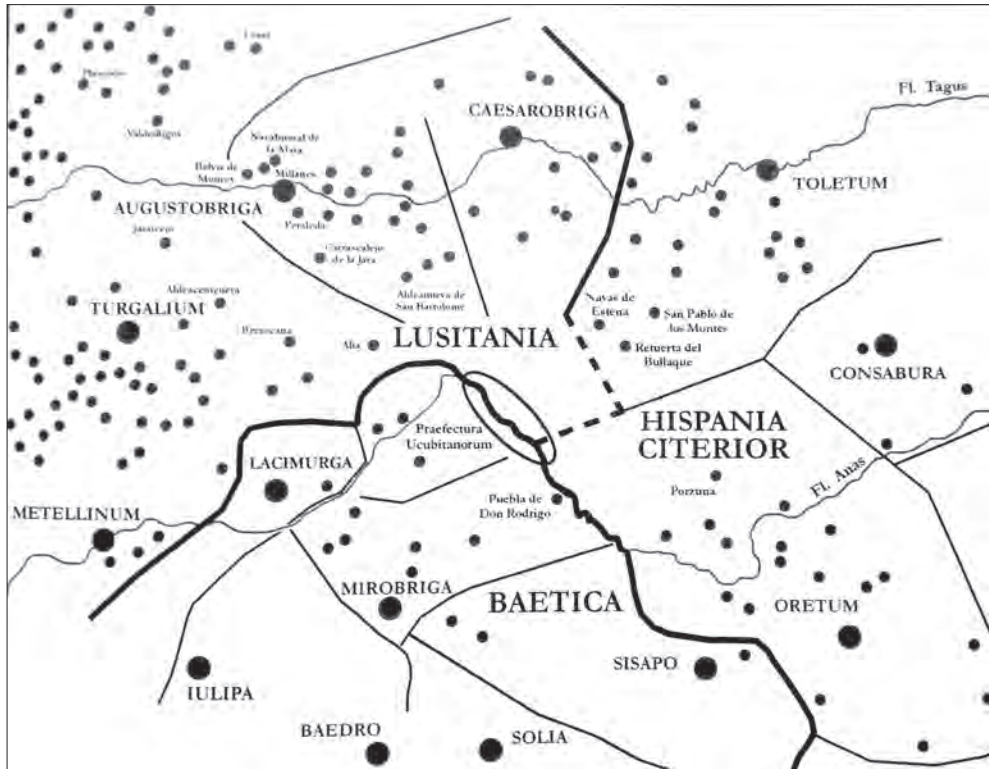 Plasencia
Valdeíñigos
Navalmoral de
la Mata
Belvís de
Monroy
Millanes
AUGUSTOBRIGA
Jaraicejo
Peraleda
Carrascalejo
de la Jara
Aldeanueva de
San Bartolomé
CAESAROBRIGA
Fl. Tagus
TOLETUM
Aldeacentenera
TURGALIUM
Berzocana
Alía
LUSITANIA
Navas de
Estena
San Pablo de
los Montes
Retuerta del
Bullaque
CONSABURA
HISPANIA
CITERIOR
Praefectura
Ucubitanorum
LACIMURGA
METELLINUM
Puebla de
Don Rodrigo
Porzuna
Fl. Anas
MIROBRIGA
BAETICA
ORETUM
SISAPO
IULIPA
BAEDRO
SOLIA